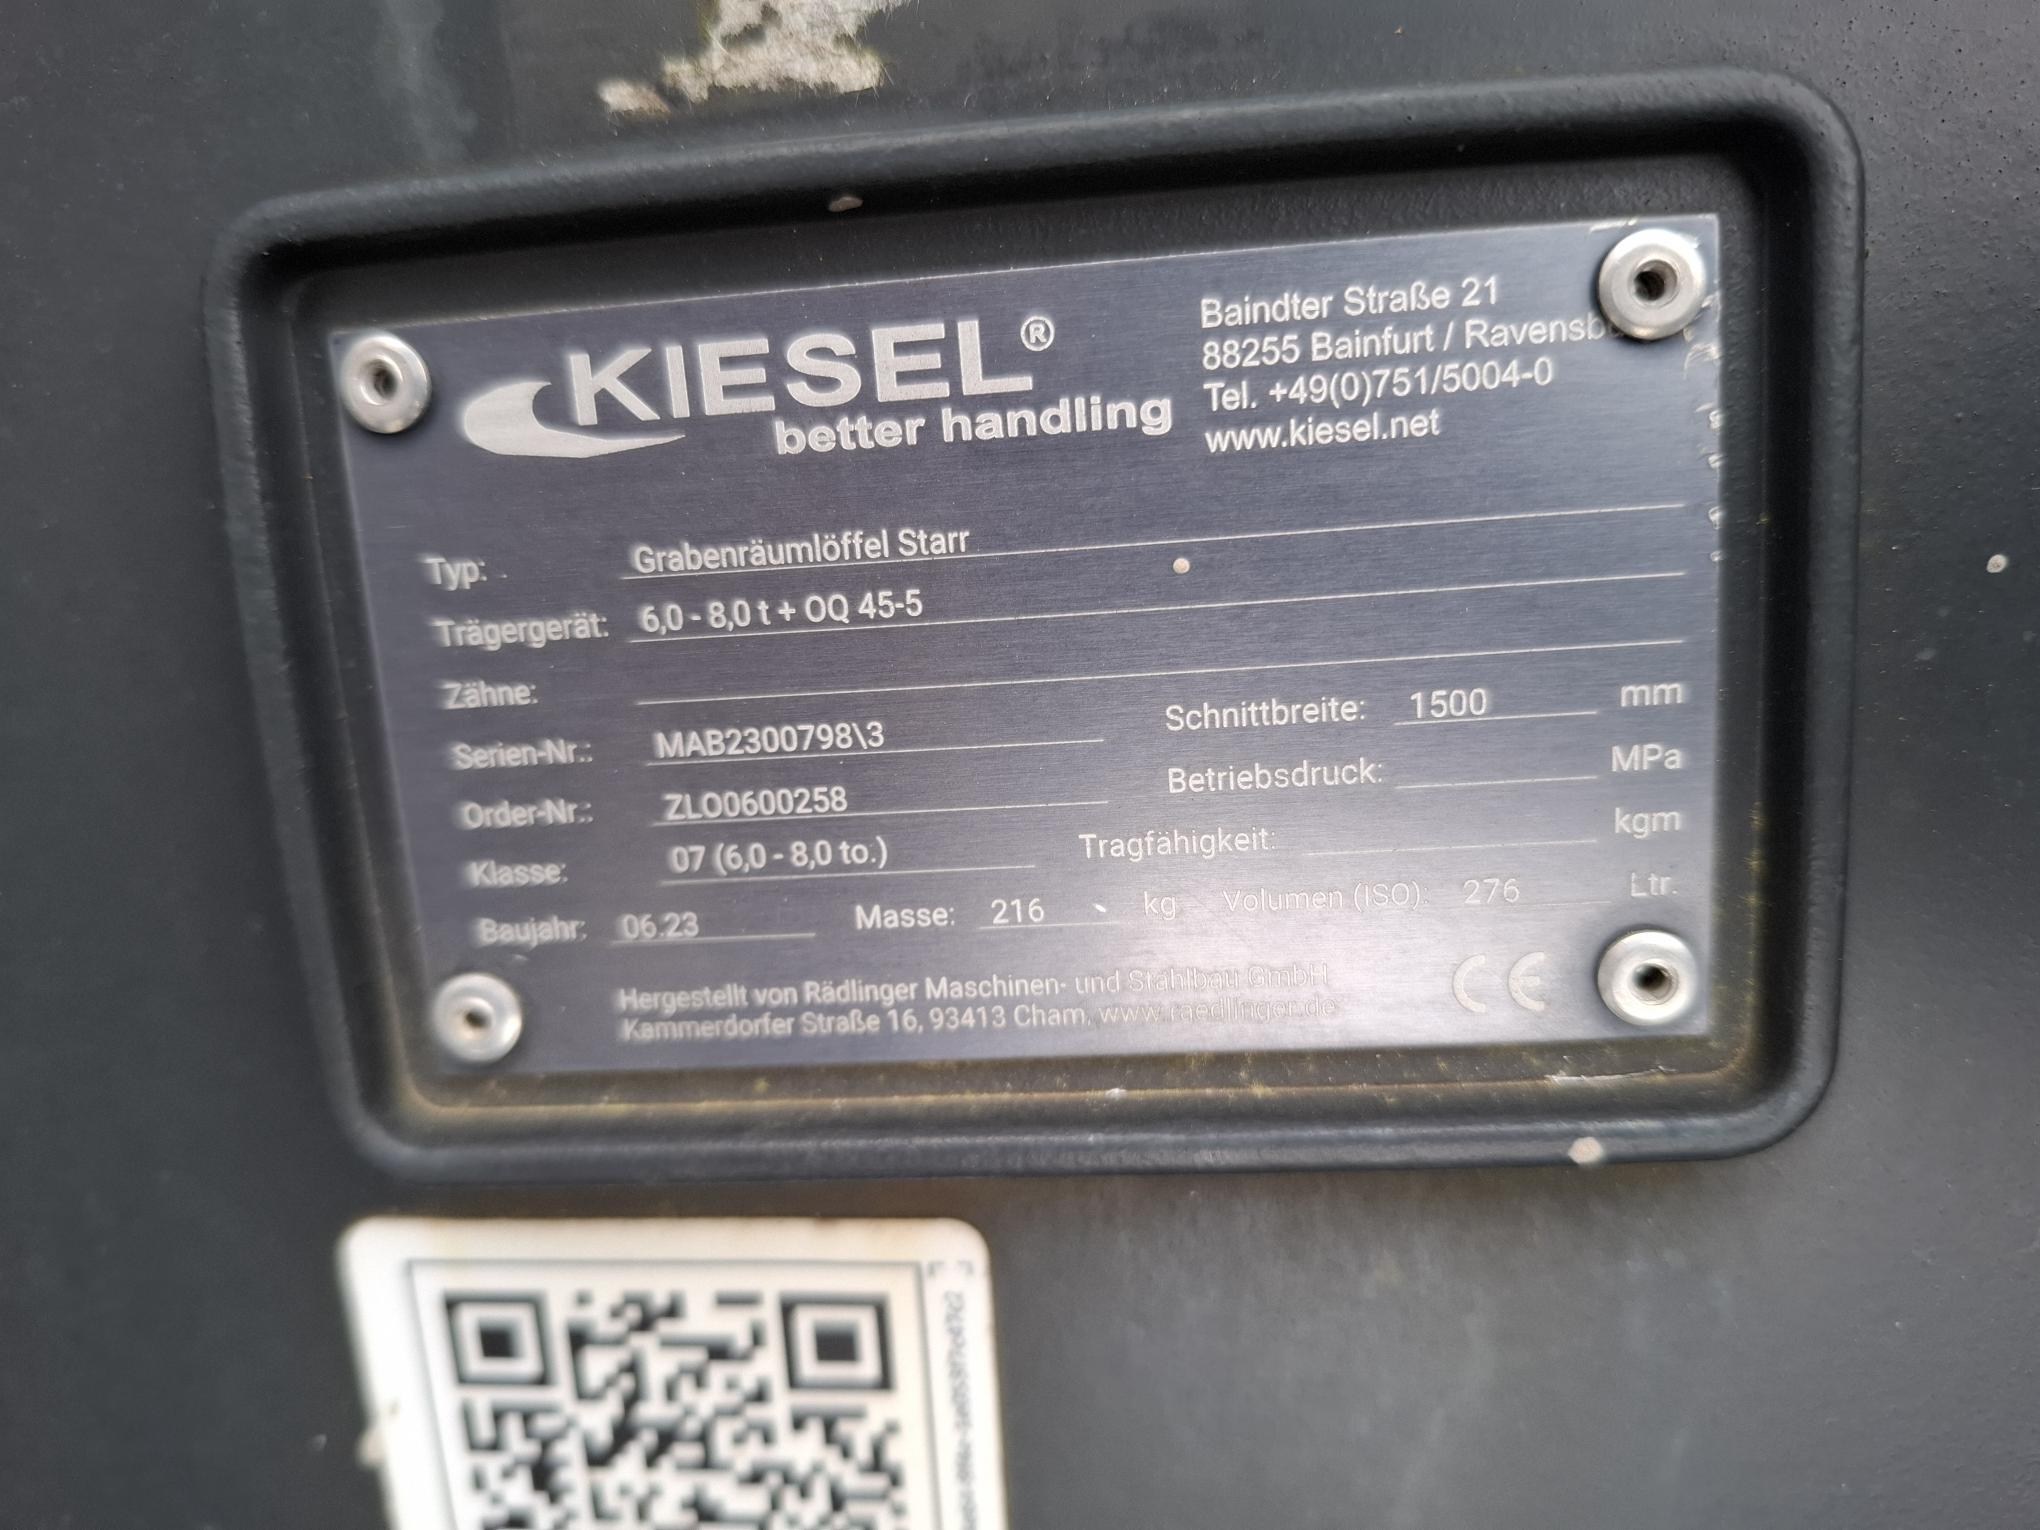 KIESEL®
better handling
Baindter Straße 21
88255 Bainfurt / Ravensb
Tel. +49(0)751/5004-0
www.kiesel.net
Typ: Grabenräumlöffel Starr
Trägergerät: 6,0 - 8,0 t + OQ 45-5
Zähne:
Serien-Nr.: MAB2300798\3 Schnittbreite: 1500 mm
Order-Nr.: ZLO0600258 Betriebsdruck: MPa
Klasse: 07 (6,0 - 8,0 to.) Tragfähigkeit: kgm
Baujahr: 06.23 Masse: 216 kg Volumen (ISO): 276 Ltr.
Hergestellt von Rädlinger Maschinen- und Stahlbau GmbH
Kammerdorfer Straße 16, 93413 Cham, www.raedlinger.de
CE